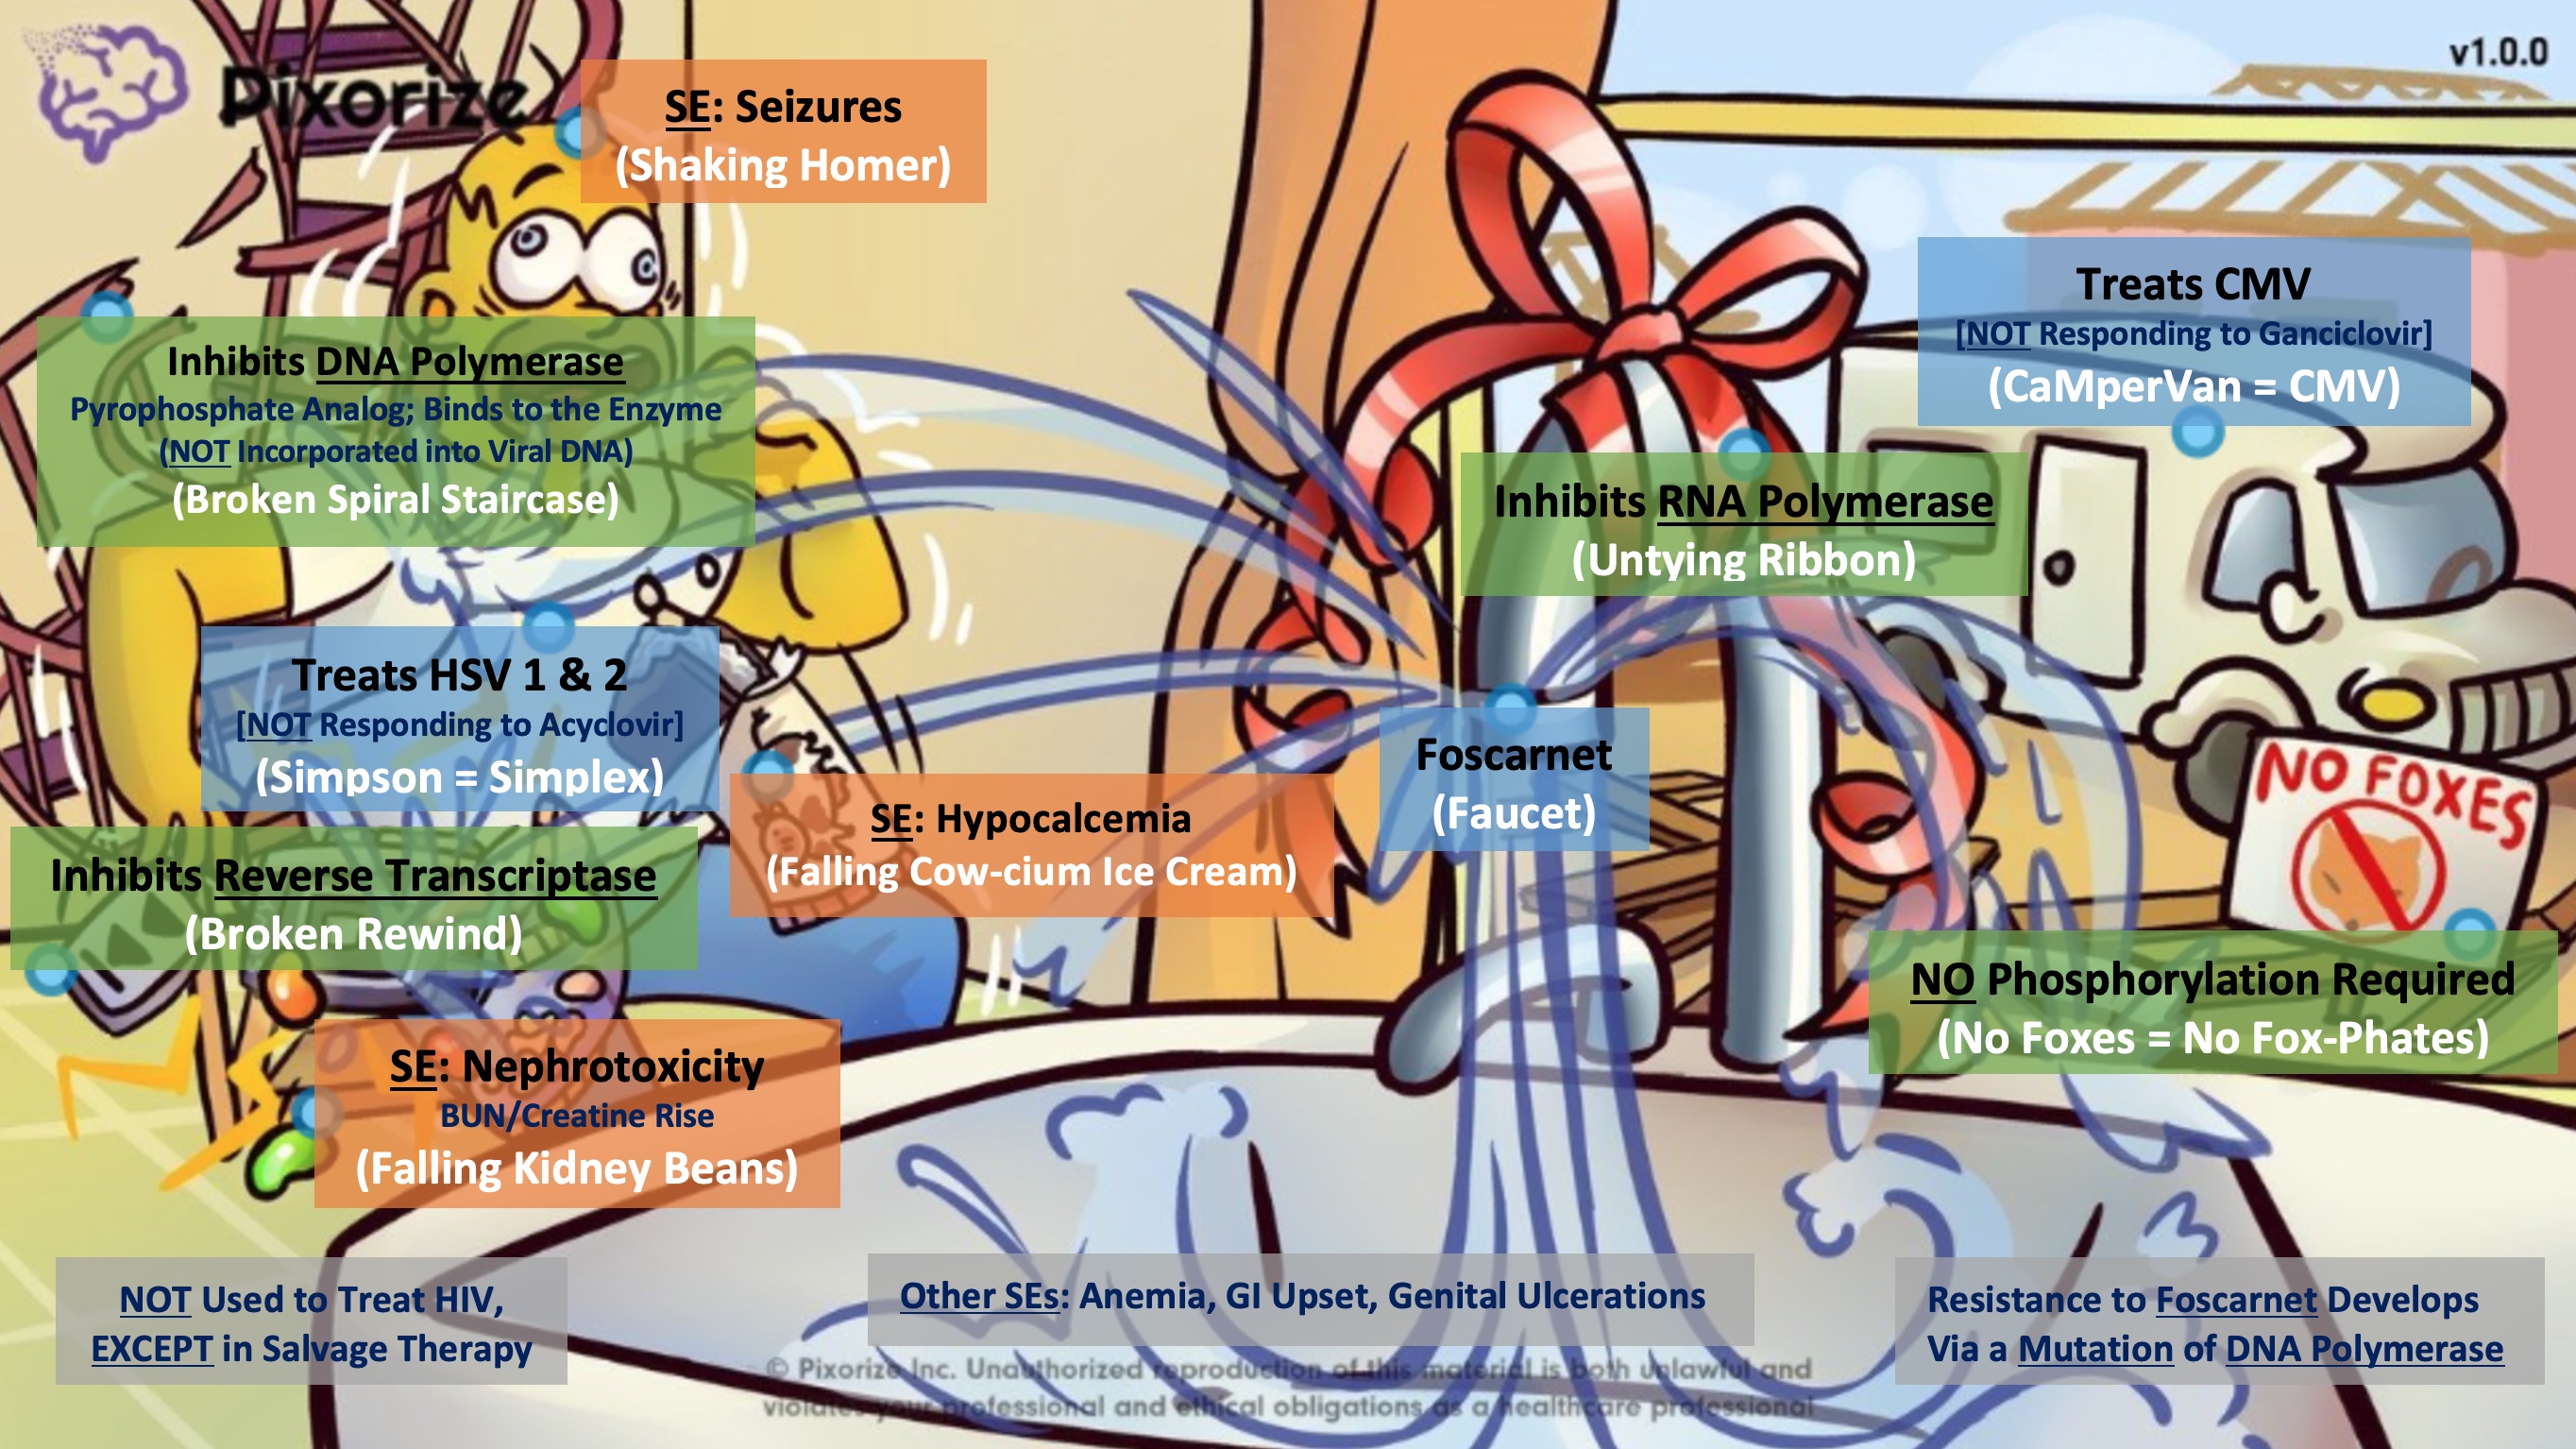 Pixorize
v1.0.0
SE: Seizures
(Shaking Homer)
Treats CMV
[NOT Responding to Ganciclovir]
(CaMperVan = CMV)
Inhibits DNA Polymerase
Pyrophosphate Analog; Binds to the Enzyme
(NOT Incorporated into Viral DNA)
(Broken Spiral Staircase)
Inhibits RNA Polymerase
(Untying Ribbon)
Treats HSV 1 & 2
[NOT Responding to Acyclovir]
(Simpson = Simplex)
Foscarnet
(Faucet)
SE: Hypocalcemia
(Falling Cow-cium Ice Cream)
NO FOXES
Inhibits Reverse Transcriptase
(Broken Rewind)
NO Phosphorylation Required
(No Foxes = No Fox-Phates)
SE: Nephrotoxicity
BUN/Creatine Rise
(Falling Kidney Beans)
NOT Used to Treat HIV,
EXCEPT in Salvage Therapy
Other SEs: Anemia, GI Upset, Genital Ulcerations
Resistance to Foscarnet Develops
Via a Mutation of DNA Polymerase
© Pixorize Inc. Unauthorized reproduction of this material is both unlawful and
violates your professional and ethical obligations as a healthcare professional